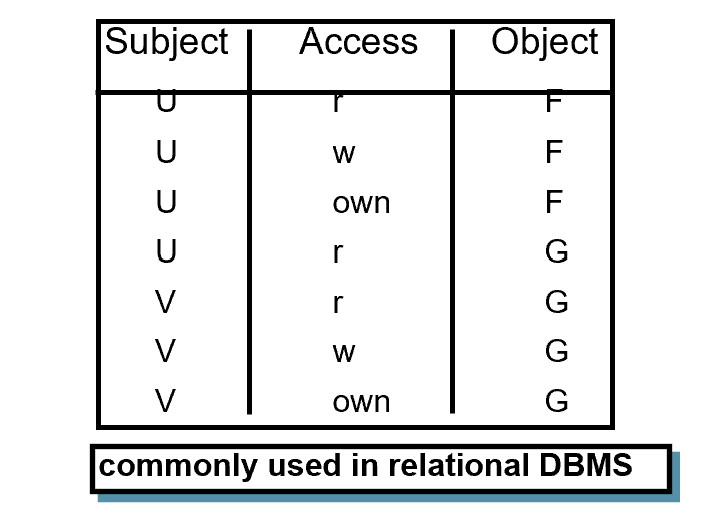 Subject Access Object
U r F
U w F
U own F
U r G
V r G
V w G
V own G
commonly used in relational DBMS